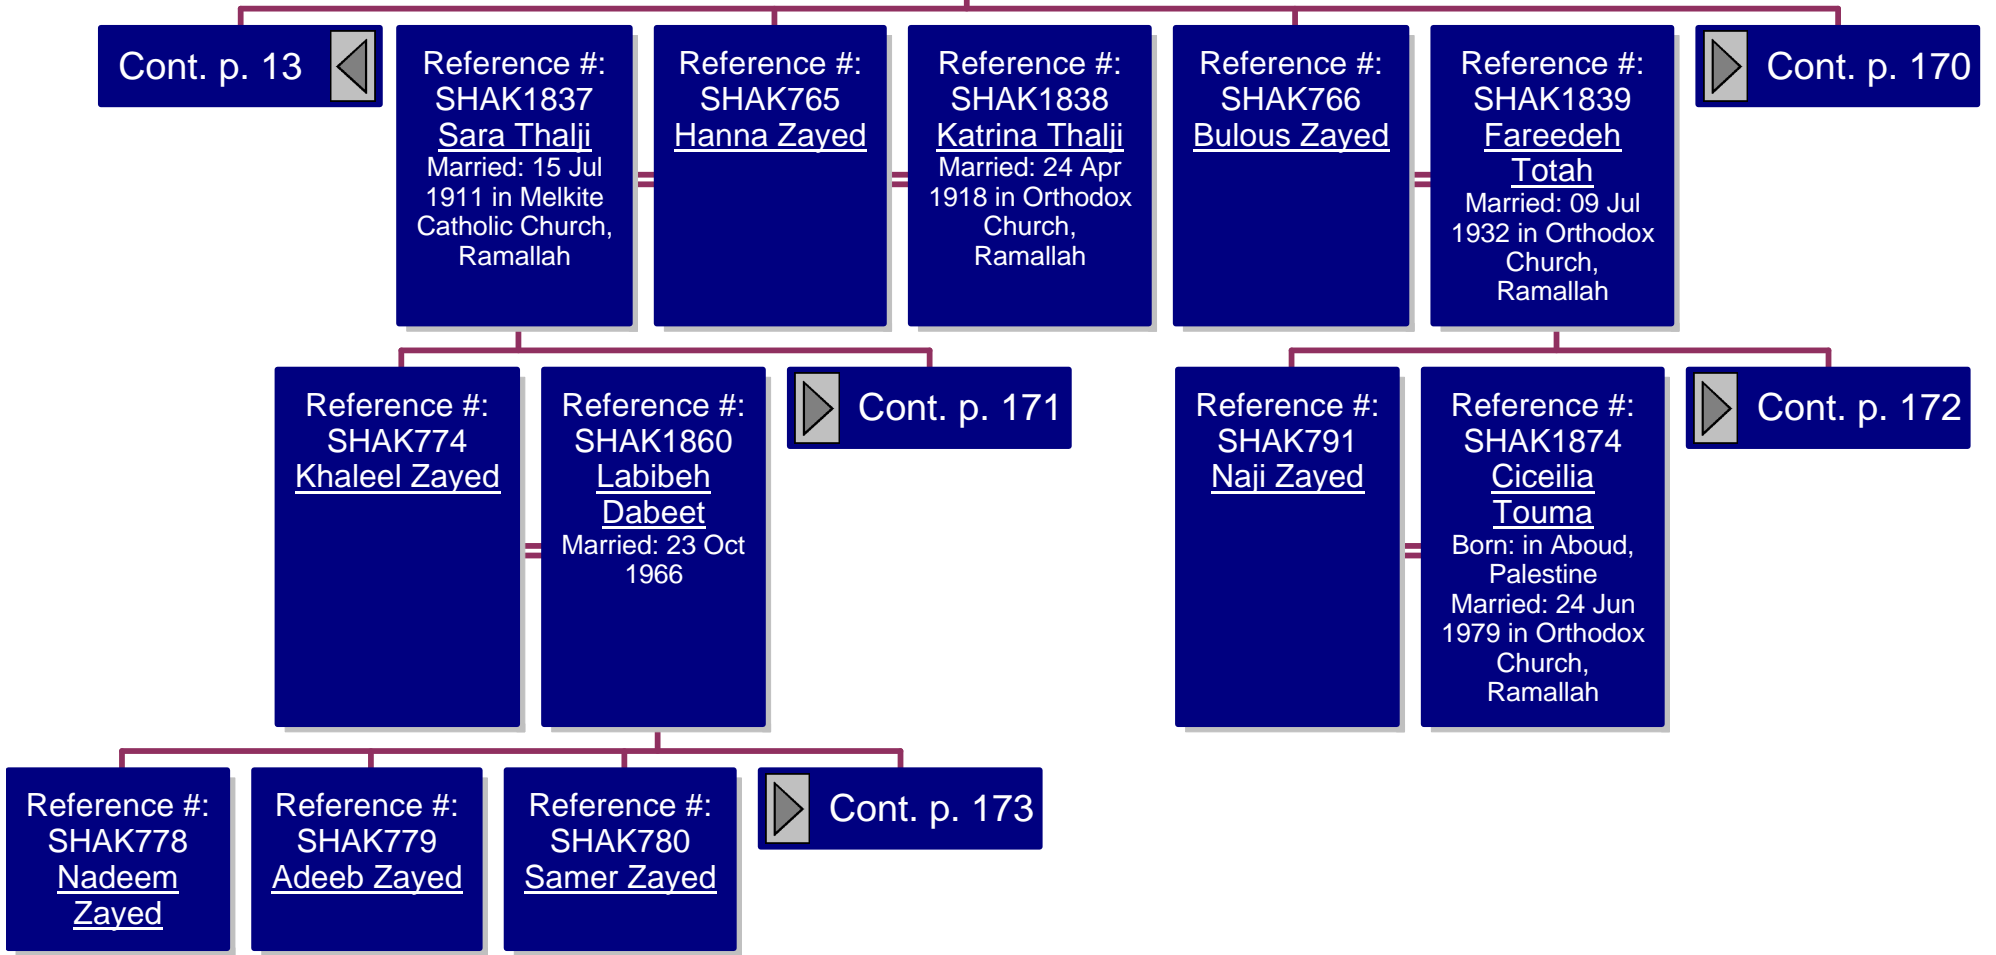 Cont. p. 13
Reference #:
SHAK1837
Sara Thalji
Married: 15 Jul
1911 in Melkite
Catholic Church,
Ramallah
Reference #:
SHAK765
Hanna Zayed
Reference #:
SHAK1838
Katrina Thalji
Married: 24 Apr
1918 in Orthodox
Church,
Ramallah
Reference #:
SHAK766
Bulous Zayed
Reference #:
SHAK1839
Fareedeh
Totah
Married: 09 Jul
1932 in Orthodox
Church,
Ramallah
Cont. p. 170
Reference #:
SHAK774
Khaleel Zayed
Reference #:
SHAK1860
Labibeh
Dabeet
Married: 23 Oct
1966
Cont. p. 171
Reference #:
SHAK791
Naji Zayed
Reference #:
SHAK1874
Ciceilia
Touma
Born: in Aboud,
Palestine
Married: 24 Jun
1979 in Orthodox
Church,
Ramallah
Cont. p. 172
Reference #:
SHAK778
Nadeem
Zayed
Reference #:
SHAK779
Adeeb Zayed
Reference #:
SHAK780
Samer Zayed
Cont. p. 173